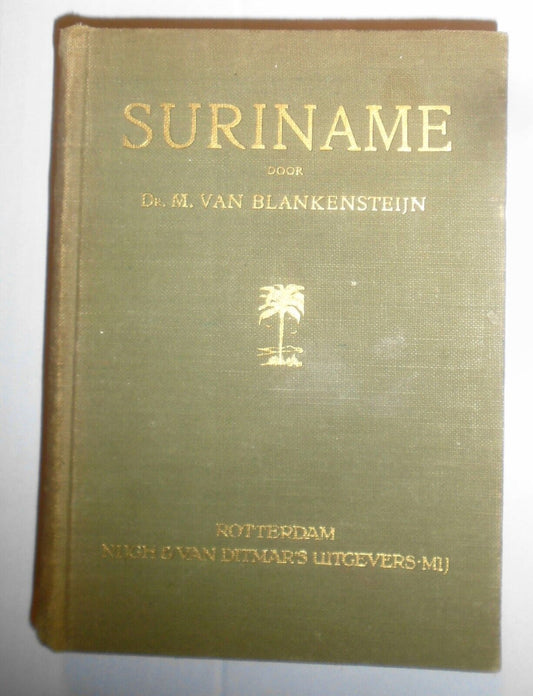 SURINAME
DOOR
DR. M. VAN BLANKENSTEIJN
ROTTERDAM
NIJGH & VAN DITMAR'S UITGEVERS-MIJ